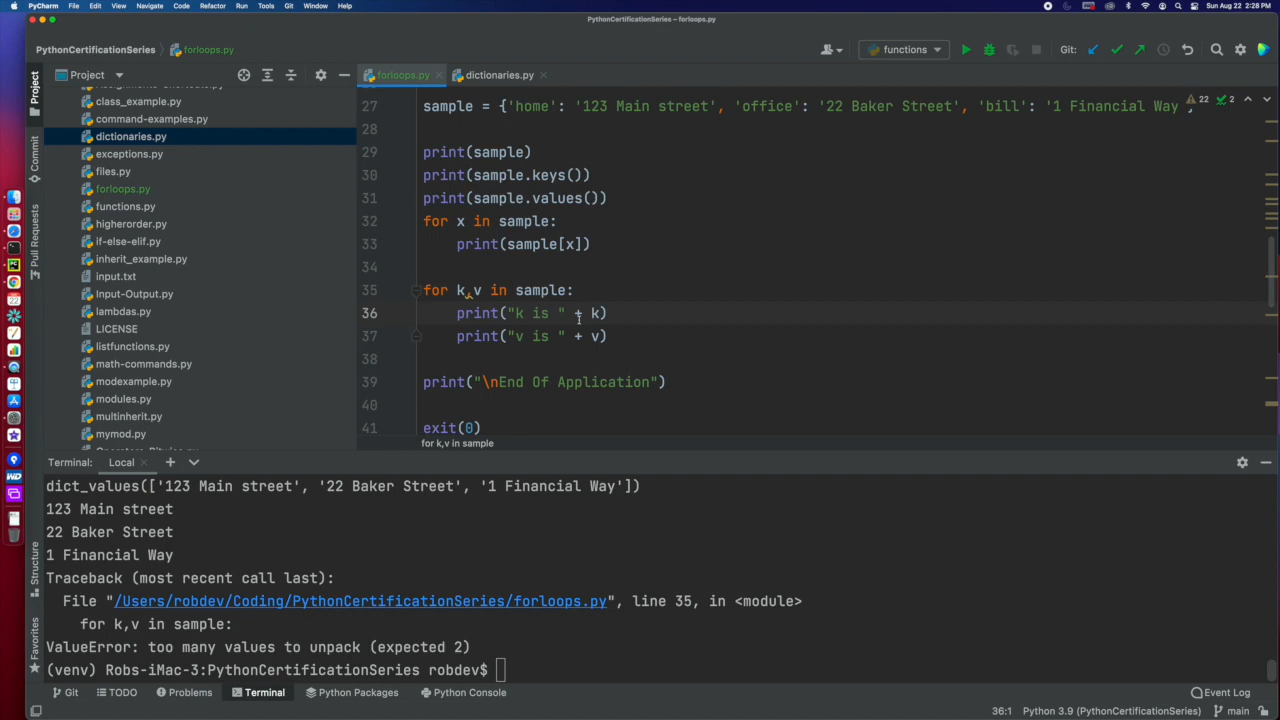 PyCharm File Edit View Navigate Code Refactor Run Tools Git Window Help Sun Aug 22 2:28 PM
PythonCertificationSeries – forloops.py
PythonCertificationSeries forloops.py functions Git:
Project
forloops.py dictionaries.py
class_example.py
command-examples.py
dictionaries.py
exceptions.py
files.py
forloops.py
functions.py
higherorder.py
if-else-elif.py
inherit_example.py
input.txt
Input-Output.py
lambdas.py
LICENSE
listfunctions.py
math-commands.py
modexample.py
modules.py
multinherit.py
mymod.py
Project
Commit
Pull Requests
Structure
Favorites
22 2
27 sample = {'home': '123 Main street', 'office': '22 Baker Street', 'bill': '1 Financial Way'}
28
29 print(sample)
30 print(sample.keys())
31 print(sample.values())
32 for x in sample:
33 print(sample[x])
34
35 for k,v in sample:
36 print("k is " + k)
37 print("v is " + v)
38
39 print("\nEnd Of Application")
40
41 exit(0)
for k,v in sample
Terminal: Local
dict_values(['123 Main street', '22 Baker Street', '1 Financial Way'])
123 Main street
22 Baker Street
1 Financial Way
Traceback (most recent call last):
File "/Users/robdev/Coding/PythonCertificationSeries/forloops.py", line 35, in <module>
for k,v in sample:
ValueError: too many values to unpack (expected 2)
(venv) Robs-iMac-3:PythonCertificationSeries robdev$
Git TODO Problems Terminal Python Packages Python Console Event Log
36:1 Python 3.9 (PythonCertificationSeries) main